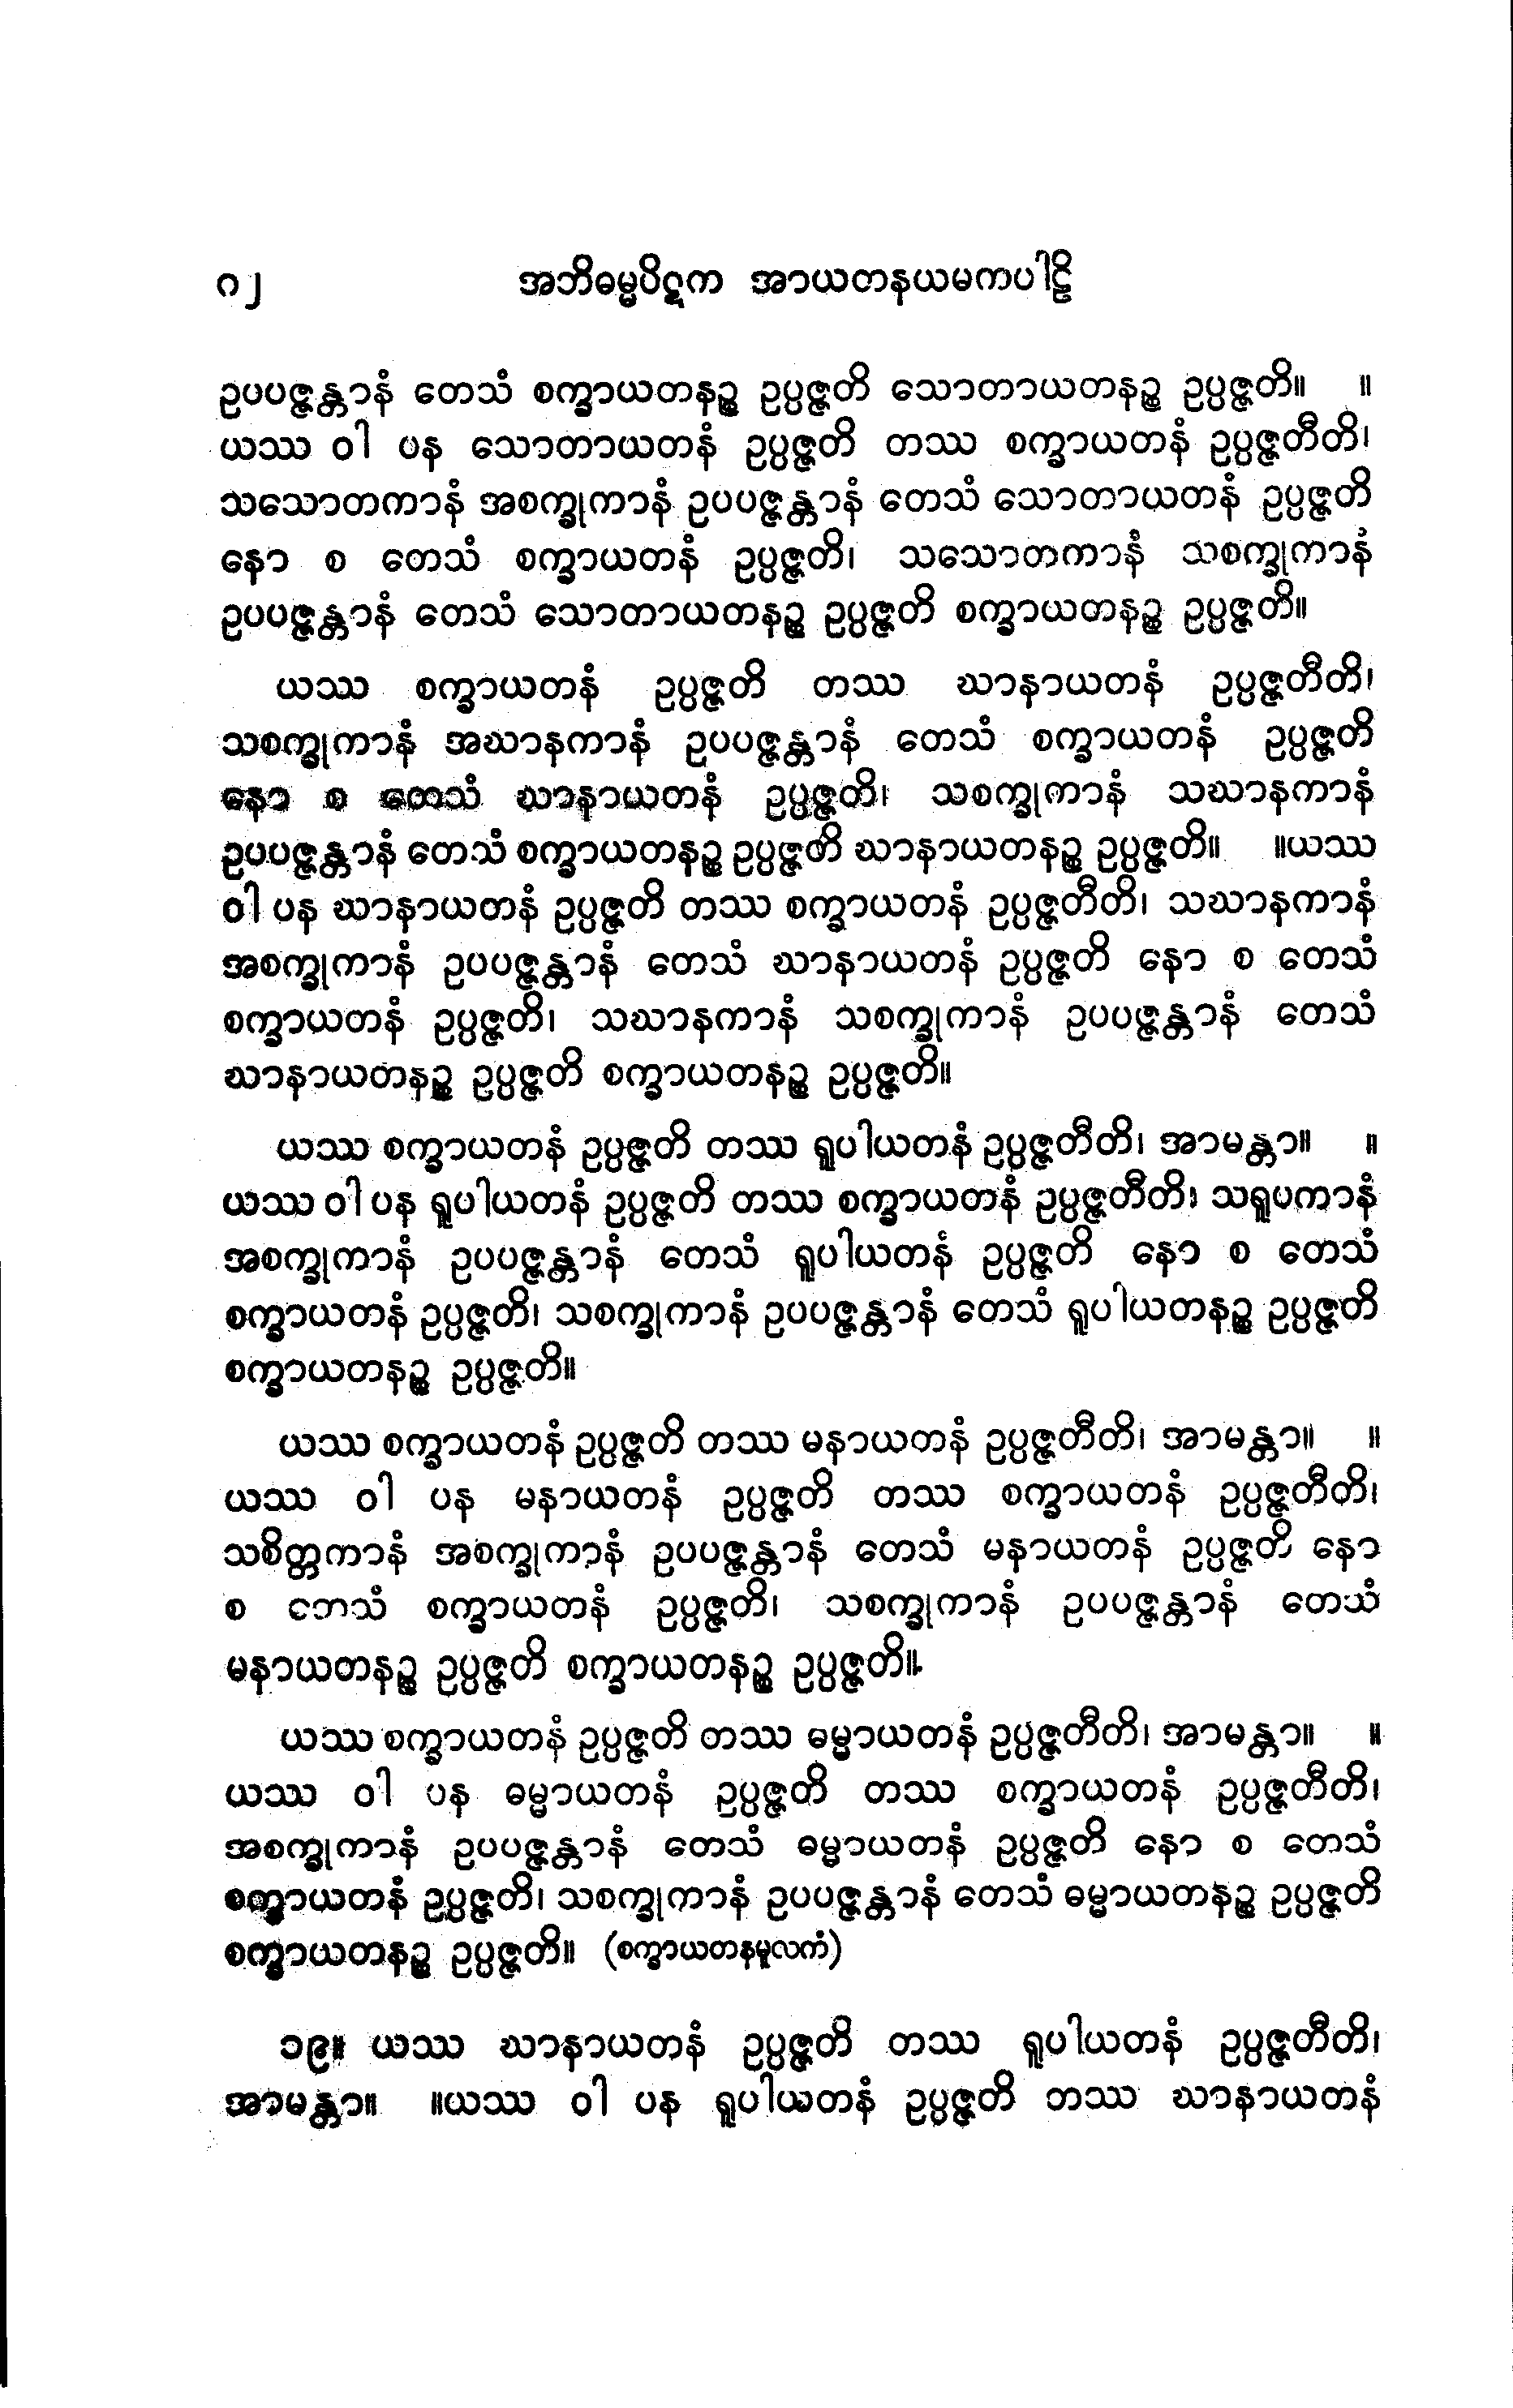 ၈၂ အဘိဓမ္မပိဋက အာယတနယမကပါဠိ
ဥပပဇ္ဇန္တာနံ တေသံ စက္ခာယတနဉ္စ ဥပ္ပဇ္ဇတိ သောတာယတနဉ္စ ဥပ္ပဇ္ဇတိ။ ။
ယဿ ဝါ ပန သောတာယတနံ ဥပ္ပဇ္ဇတိ တဿ စက္ခာယတနံ ဥပ္ပဇ္ဇတီတိ၊
သသောတကာနံ အစက္ခုကာနံ ဥပပဇ္ဇန္တာနံ တေသံ သောတာယတနံ ဥပ္ပဇ္ဇတိ
နော စ တေသံ စက္ခာယတနံ ဥပ္ပဇ္ဇတိ၊ သသောတကာနံ သစက္ခုကာနံ
ဥပပဇ္ဇန္တာနံ တေသံ သောတာယတနဉ္စ ဥပ္ပဇ္ဇတိ စက္ခာယတနဉ္စ ဥပ္ပဇ္ဇတိ။
ယဿ စက္ခာယတနံ ဥပ္ပဇ္ဇတိ တဿ ဃာနာယတနံ ဥပ္ပဇ္ဇတီတိ၊
သစက္ခုကာနံ အဃာနကာနံ ဥပပဇ္ဇန္တာနံ တေသံ စက္ခာယတနံ ဥပ္ပဇ္ဇတိ
နော စ တေသံ ဃာနာယတနံ ဥပ္ပဇ္ဇတိ၊ သစက္ခုကာနံ သဃာနကာနံ
ဥပပဇ္ဇန္တာနံ တေသံ စက္ခာယတနဉ္စ ဥပ္ပဇ္ဇတိ ဃာနာယတနဉ္စ ဥပ္ပဇ္ဇတိ။ ။ယဿ
ဝါ ပန ဃာနာယတနံ ဥပ္ပဇ္ဇတိ တဿ စက္ခာယတနံ ဥပ္ပဇ္ဇတီတိ၊ သဃာနကာနံ
အစက္ခုကာနံ ဥပပဇ္ဇန္တာနံ တေသံ ဃာနာယတနံ ဥပ္ပဇ္ဇတိ နော စ တေသံ
စက္ခာယတနံ ဥပ္ပဇ္ဇတိ၊ သဃာနကာနံ သစက္ခုကာနံ ဥပပဇ္ဇန္တာနံ တေသံ
ဃာနာယတနဉ္စ ဥပ္ပဇ္ဇတိ စက္ခာယတနဉ္စ ဥပ္ပဇ္ဇတိ။
ယဿ စက္ခာယတနံ ဥပ္ပဇ္ဇတိ တဿ ရူပါယတနံ ဥပ္ပဇ္ဇတီတိ၊ အာမန္တာ။ ။
ယဿ ဝါ ပန ရူပါယတနံ ဥပ္ပဇ္ဇတိ တဿ စက္ခာယတနံ ဥပ္ပဇ္ဇတီတိ၊ သရူပကာနံ
အစက္ခုကာနံ ဥပပဇ္ဇန္တာနံ တေသံ ရူပါယတနံ ဥပ္ပဇ္ဇတိ နော စ တေသံ
စက္ခာယတနံ ဥပ္ပဇ္ဇတိ၊ သစက္ခုကာနံ ဥပပဇ္ဇန္တာနံ တေသံ ရူပါယတနဉ္စ ဥပ္ပဇ္ဇတိ
စက္ခာယတနဉ္စ ဥပ္ပဇ္ဇတိ။
ယဿ စက္ခာယတနံ ဥပ္ပဇ္ဇတိ တဿ မနာယတနံ ဥပ္ပဇ္ဇတီတိ၊ အာမန္တာ။ ။
ယဿ ဝါ ပန မနာယတနံ ဥပ္ပဇ္ဇတိ တဿ စက္ခာယတနံ ဥပ္ပဇ္ဇတီတိ၊
သစိတ္တကာနံ အစက္ခုကာနံ ဥပပဇ္ဇန္တာနံ တေသံ မနာယတနံ ဥပ္ပဇ္ဇတိ နော
စ တေသံ စက္ခာယတနံ ဥပ္ပဇ္ဇတိ၊ သစက္ခုကာနံ ဥပပဇ္ဇန္တာနံ တေသံ
မနာယတနဉ္စ ဥပ္ပဇ္ဇတိ စက္ခာယတနဉ္စ ဥပ္ပဇ္ဇတိ။
ယဿ စက္ခာယတနံ ဥပ္ပဇ္ဇတိ တဿ ဓမ္မာယတနံ ဥပ္ပဇ္ဇတီတိ၊ အာမန္တာ။ ။
ယဿ ဝါ ပန ဓမ္မာယတနံ ဥပ္ပဇ္ဇတိ တဿ စက္ခာယတနံ ဥပ္ပဇ္ဇတီတိ၊
အစက္ခုကာနံ ဥပပဇ္ဇန္တာနံ တေသံ ဓမ္မာယတနံ ဥပ္ပဇ္ဇတိ နော စ တေသံ
စက္ခာယတနံ ဥပ္ပဇ္ဇတိ၊ သစက္ခုကာနံ ဥပပဇ္ဇန္တာနံ တေသံ ဓမ္မာယတနဉ္စ ဥပ္ပဇ္ဇတိ
စက္ခာယတနဉ္စ ဥပ္ပဇ္ဇတိ။ (စက္ခာယတနမူလကံ)
၁၉။ ယဿ ဃာနာယတနံ ဥပ္ပဇ္ဇတိ တဿ ရူပါယတနံ ဥပ္ပဇ္ဇတီတိ၊
အာမန္တာ။ ။ယဿ ဝါ ပန ရူပါယတနံ ဥပ္ပဇ္ဇတိ တဿ ဃာနာယတနံ